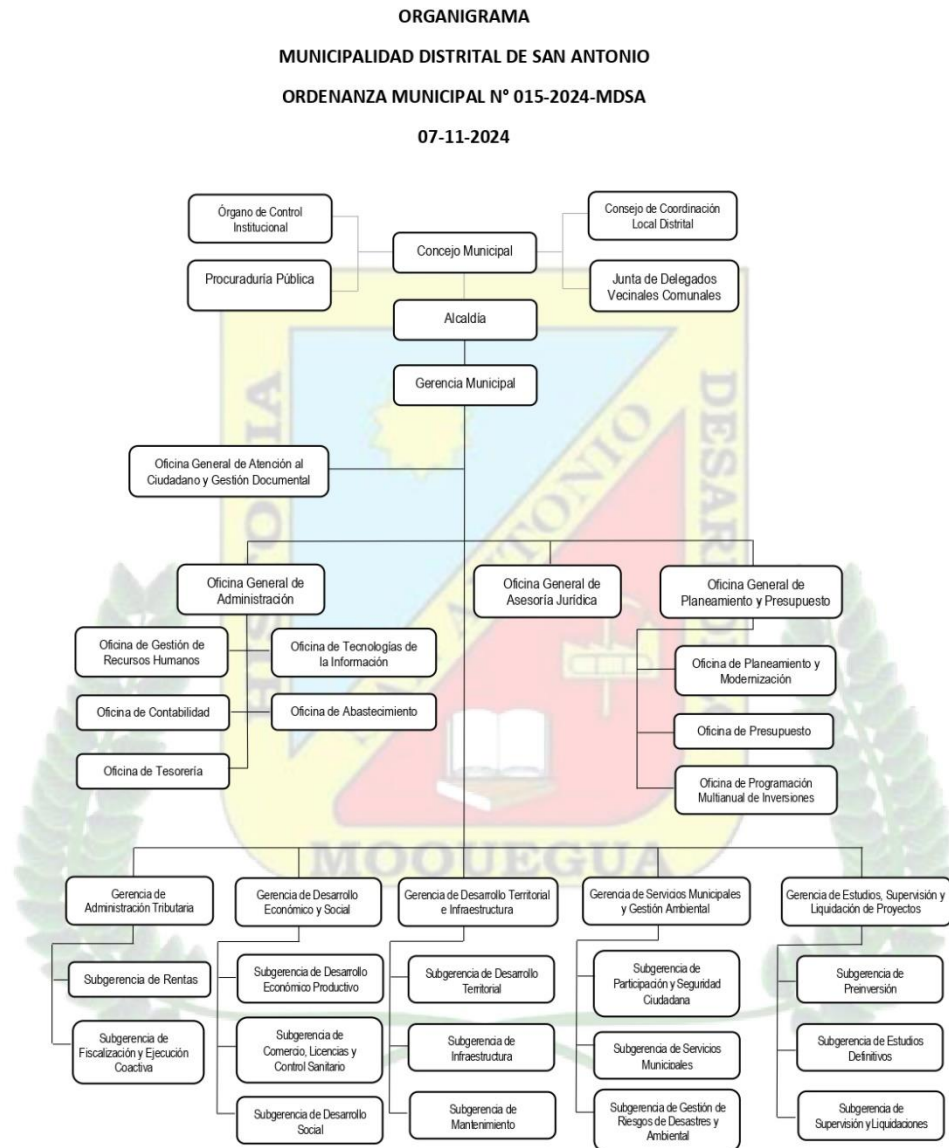 ORGANIGRAMA
MUNICIPALIDAD DISTRITAL DE SAN ANTONIO
ORDENANZA MUNICIPAL N° 015-2024-MDSA
07-11-2024
Órgano de Control
Institucional
Consejo de Coordinación
Local Distrital
Concejo Municipal
Procuraduría Pública
Junta de Delegados
Vecinales Comunales
Alcaldía
Gerencia Municipal
Oficina General de Atención al
Ciudadano y Gestión Documental
Oficina General de
Administración
Oficina General de
Asesoría Jurídica
Oficina General de
Planeamiento y Presupuesto
Oficina de Gestión de
Recursos Humanos
Oficina de Tecnologías de
la Información
Oficina de Contabilidad
Oficina de Abastecimiento
Oficina de Tesorería
Oficina de Planeamiento y
Modernización
Oficina de Presupuesto
Oficina de Programación
Multianual de Inversiones
Gerencia de
Administración Tributaria
Subgerencia de Rentas
Subgerencia de
Fiscalización y Ejecución
Coactiva
Gerencia de Desarrollo
Económico y Social
Subgerencia de Desarrollo
Económico Productivo
Subgerencia de
Comercio, Licencias y
Control Sanitario
Subgerencia de Desarrollo
Social
Gerencia de Desarrollo Territorial
e Infraestructura
Subgerencia de Desarrollo
Territorial
Subgerencia de
Infraestructura
Subgerencia de
Mantenimiento
Gerencia de Servicios Municipales
y Gestión Ambiental
Subgerencia de
Participación y Seguridad
Ciudadana
Subgerencia de Servicios
Municipales
Subgerencia de Gestión de
Riesgos de Desastres y
Ambiental
Gerencia de Estudios, Supervisión y
Liquidación de Proyectos
Subgerencia de
Preinversión
Subgerencia de Estudios
Definitivos
Subgerencia de
Supervisión y Liquidaciones
SAN ANTONIO
MOQUEGUA